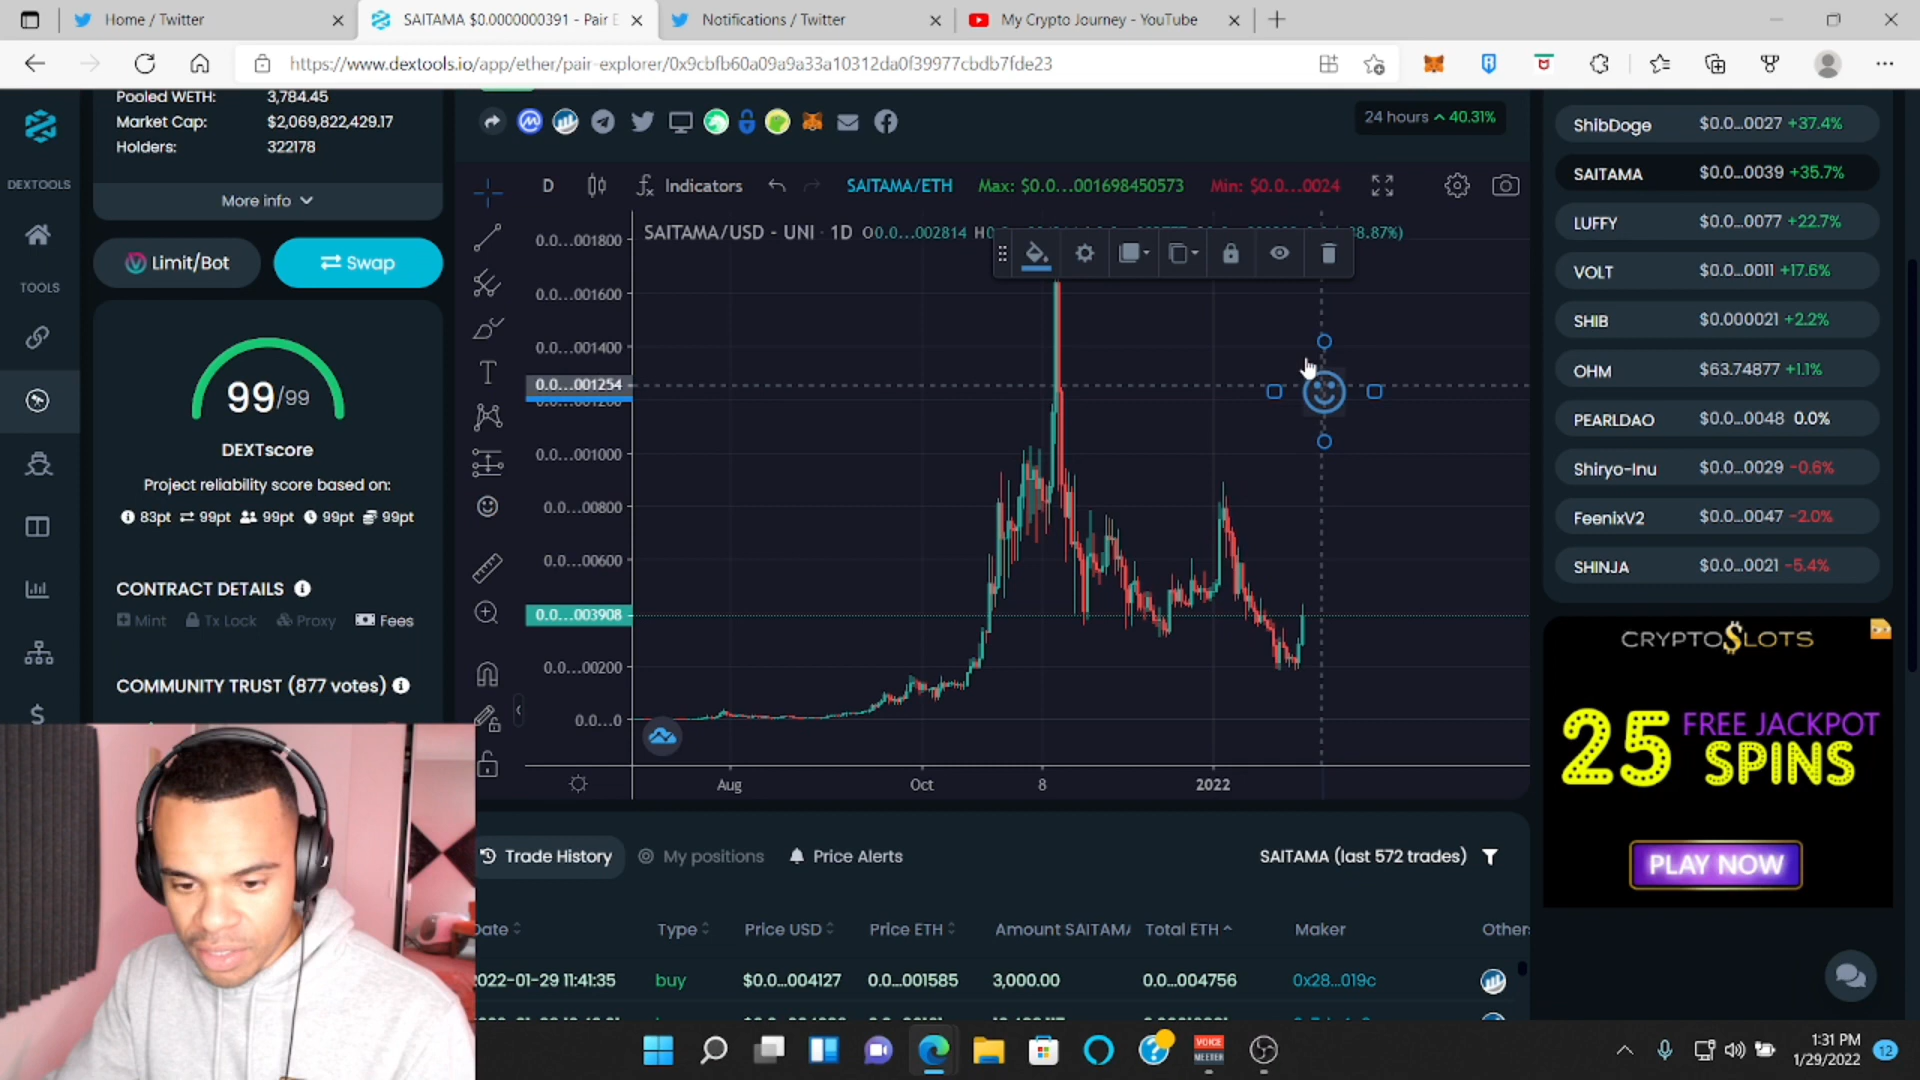 Home / Twitter
SAITAMA $0.0000000391 - Pair E
Notifications / Twitter
My Crypto Journey - YouTube
https://www.dextools.io/app/ether/pair-explorer/0x9cbfb60a09a9a33a10312da0f39977cbdb7fde23
Pooled WETH: 3,784.45
Market Cap: $2,069,822,429.17
Holders: 322178
More info
Limit/Bot
Swap
99/99
DEXTscore
Project reliability score based on:
83pt 99pt 99pt 99pt 99pt
CONTRACT DETAILS
Mint Tx Lock Proxy Fees
COMMUNITY TRUST (877 votes)
DEXTOOLS
TOOLS
24 hours 40.31%
D Indicators SAITAMA/ETH Max: $0.0...001698450573 Min: $0.0...0024
SAITAMA/USD - UNI · 1D O0.0...002814
0.0...001800
0.0...001600
0.0...001400
0.0...001254
0.0...001000
0.0...00800
0.0...00600
0.0...003908
0.0...00200
0.0...0
Aug Oct 8 2022
Trade History
My positions
Price Alerts
SAITAMA (last 572 trades)
Type Price USD Price ETH Amount SAITAMA Total ETH Maker
2022-01-29 11:41:35 buy $0.0...004127 0.0...001585 3,000.00 0.0...004756 0x28...019c
ShibDoge $0.0...0027 +37.4%
SAITAMA $0.0...0039 +35.7%
LUFFY $0.0...0077 +22.7%
VOLT $0.0...0011 +17.6%
SHIB $0.000021 +2.2%
OHM $63.74877 +1.1%
PEARLDAO $0.0...0048 0.0%
Shiryo-Inu $0.0...0029 -0.6%
FeenixV2 $0.0...0047 -2.0%
SHINJA $0.0...0021 -5.4%
CRYPTOSLOTS
25 FREE JACKPOT
SPINS
PLAY NOW
VOICE
MEETER
1:31 PM
1/29/2022
12